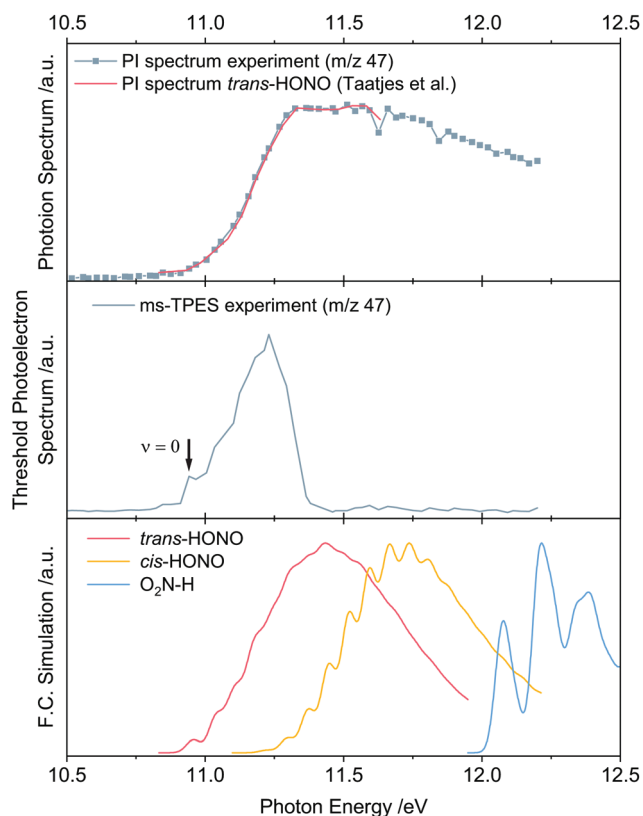 10.5 11.0 11.5 12.0 12.5
PI spectrum experiment (m/z 47)
PI spectrum trans-HONO (Taatjes et al.)
Photoion Spectrum /a.u.
ms-TPES experiment (m/z 47)
ν = 0
Threshold Photoelectron
Spectrum /a.u.
trans-HONO
cis-HONO
O₂N-H
F.C. Simulation /a.u.
10.5 11.0 11.5 12.0 12.5
Photon Energy /eV